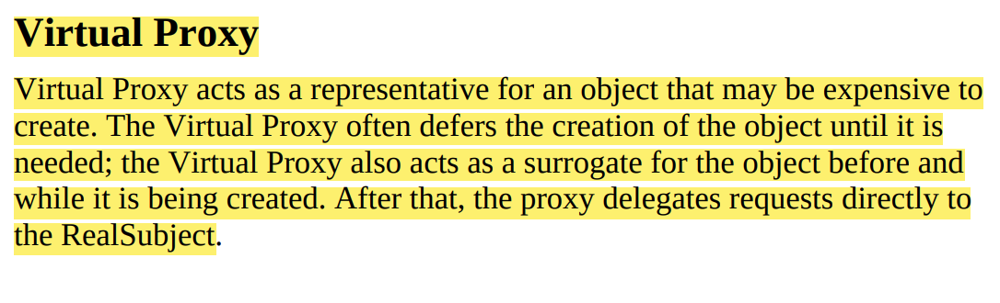 Virtual Proxy
Virtual Proxy acts as a representative for an object that may be expensive to
create. The Virtual Proxy often defers the creation of the object until it is
needed; the Virtual Proxy also acts as a surrogate for the object before and
while it is being created. After that, the proxy delegates requests directly to
the RealSubject.